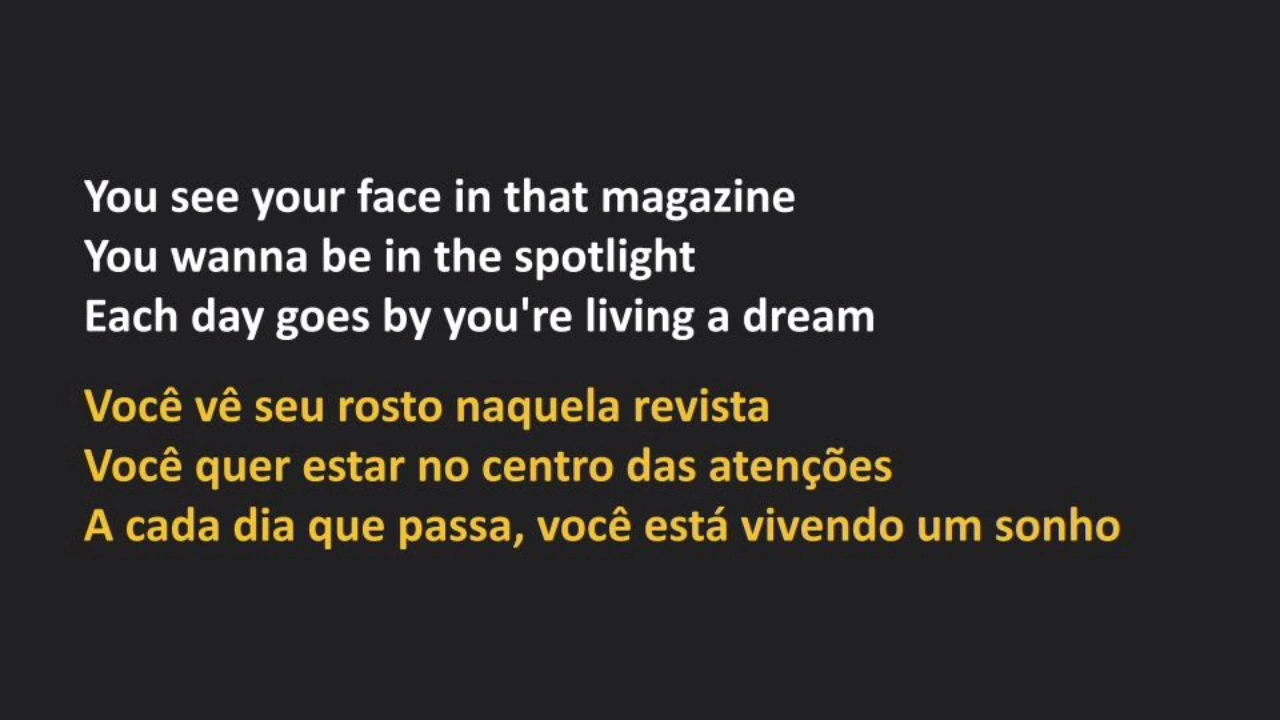 You see your face in that magazine
You wanna be in the spotlight
Each day goes by you're living a dream
Você vê seu rosto naquela revista
Você quer estar no centro das atenções
A cada dia que passa, você está vivendo um sonho